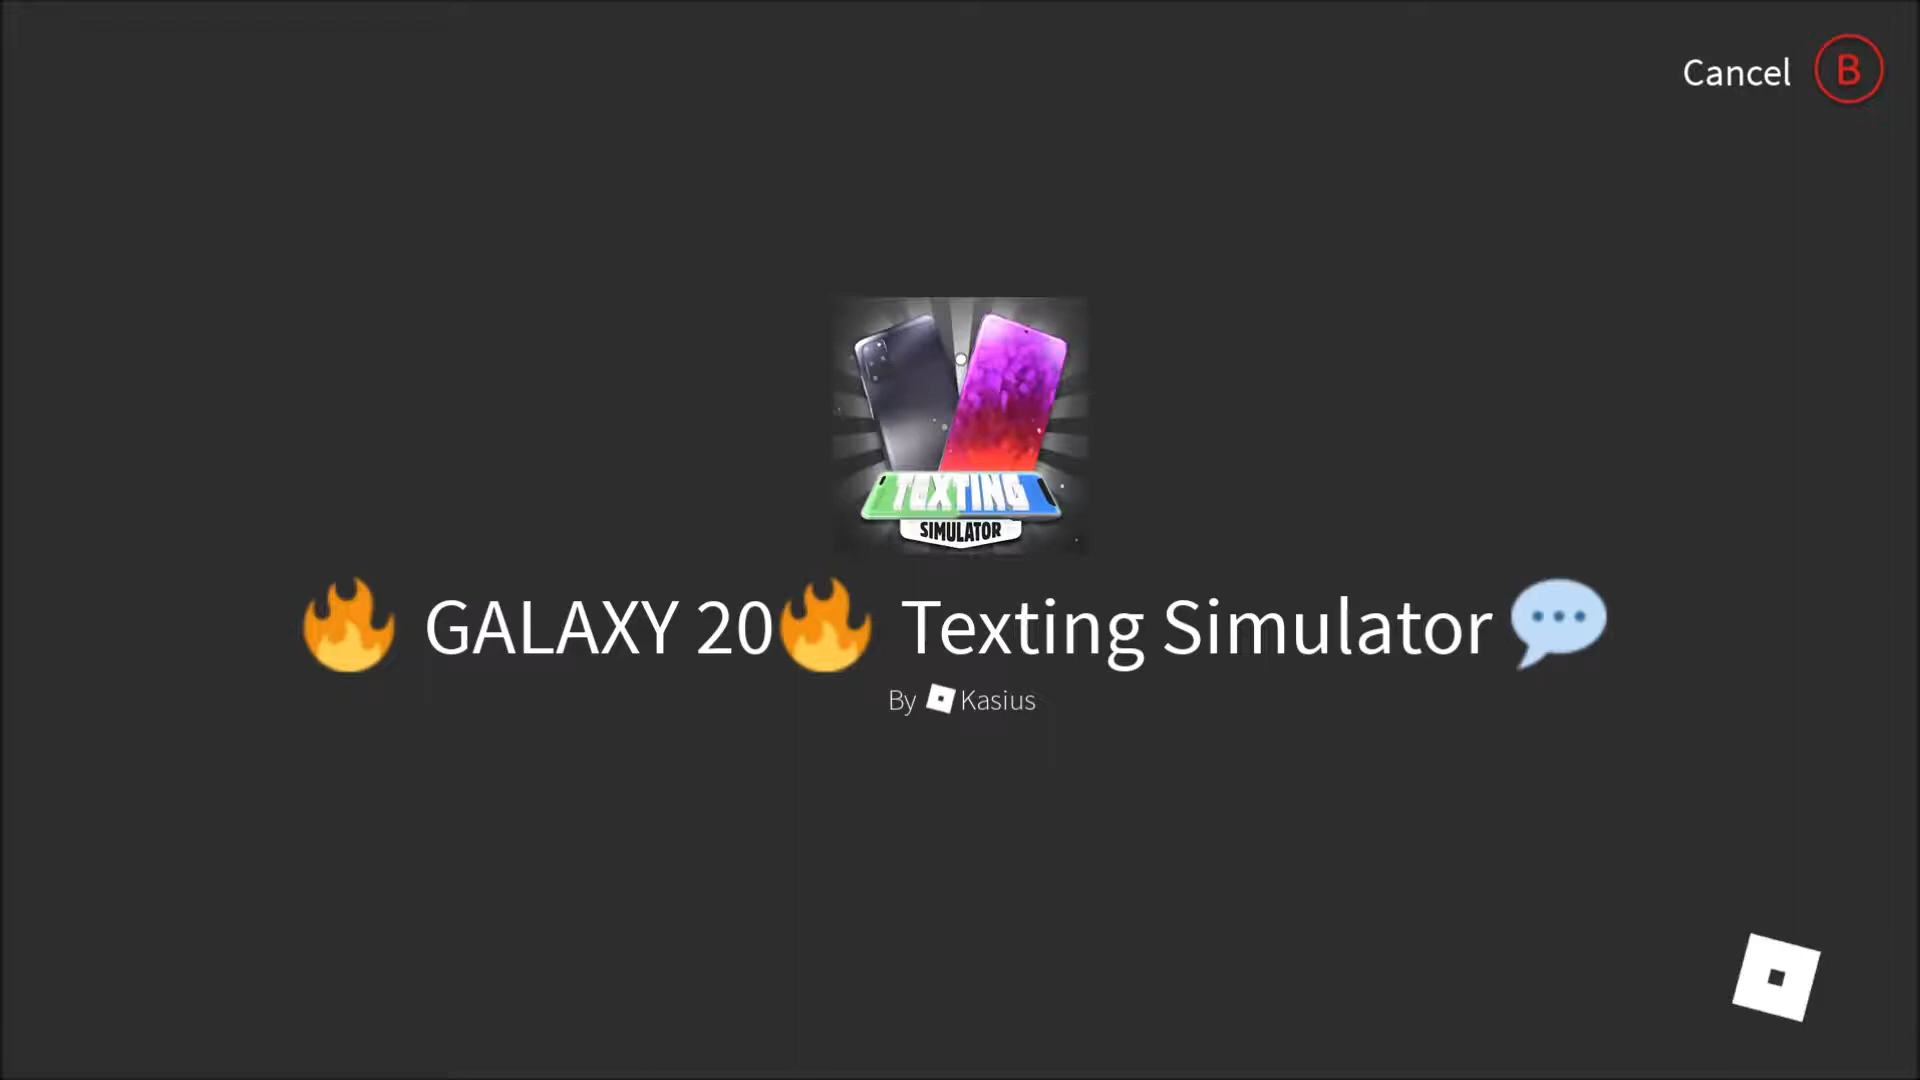 Cancel B
TEXTING
SIMULATOR
🔥 GALAXY 20🔥 Texting Simulator 💬
By Kasius